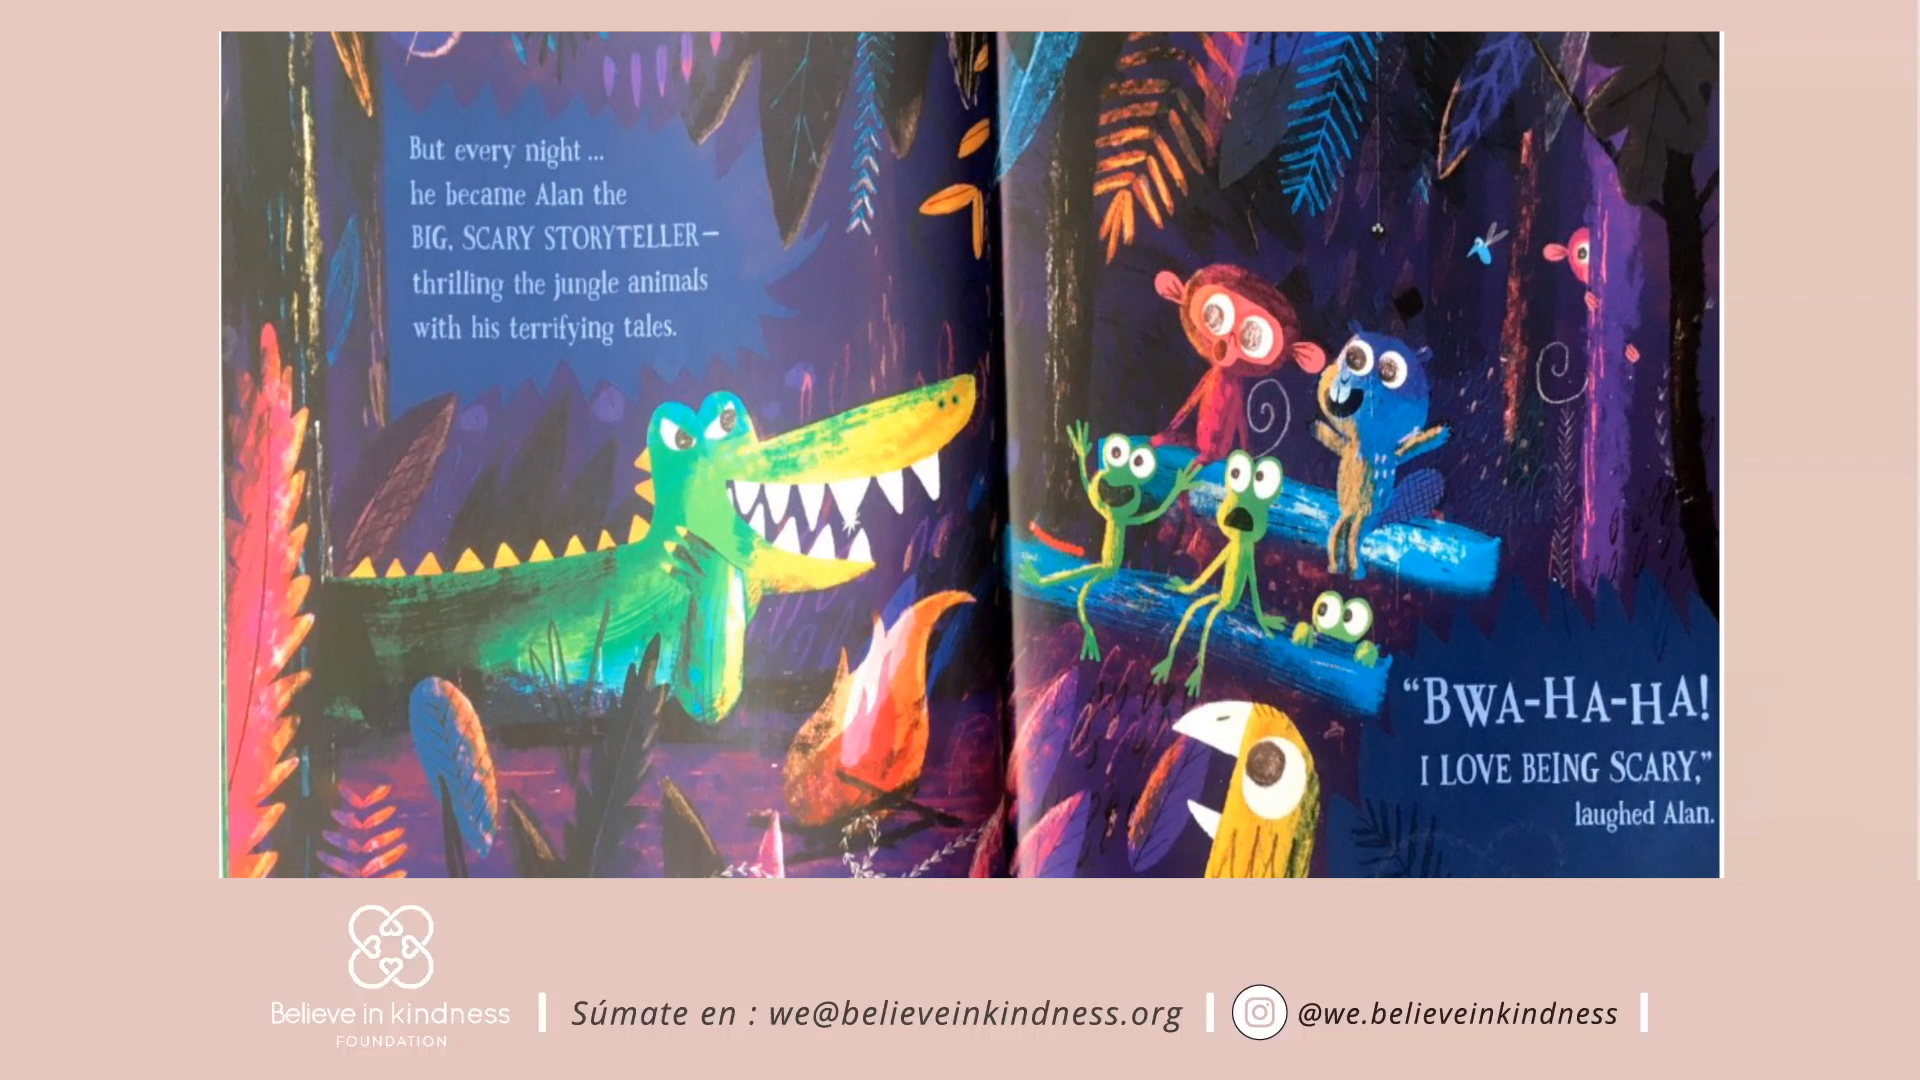 But every night ...
he became Alan the
BIG, SCARY STORYTELLER—
thrilling the jungle animals
with his terrifying tales.
“BWA-HA-HA!
I LOVE BEING SCARY,”
laughed Alan.
Believe in kindness
FOUNDATION
Súmate en : we@believeinkindness.org
@we.believeinkindness